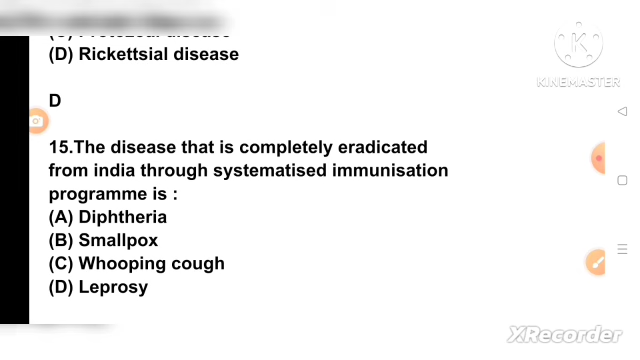 (D) Rickettsial disease
D
15.The disease that is completely eradicated
from india through systematised immunisation
programme is :
(A) Diphtheria
(B) Smallpox
(C) Whooping cough
(D) Leprosy
K
KINEMASTER
XRecorder